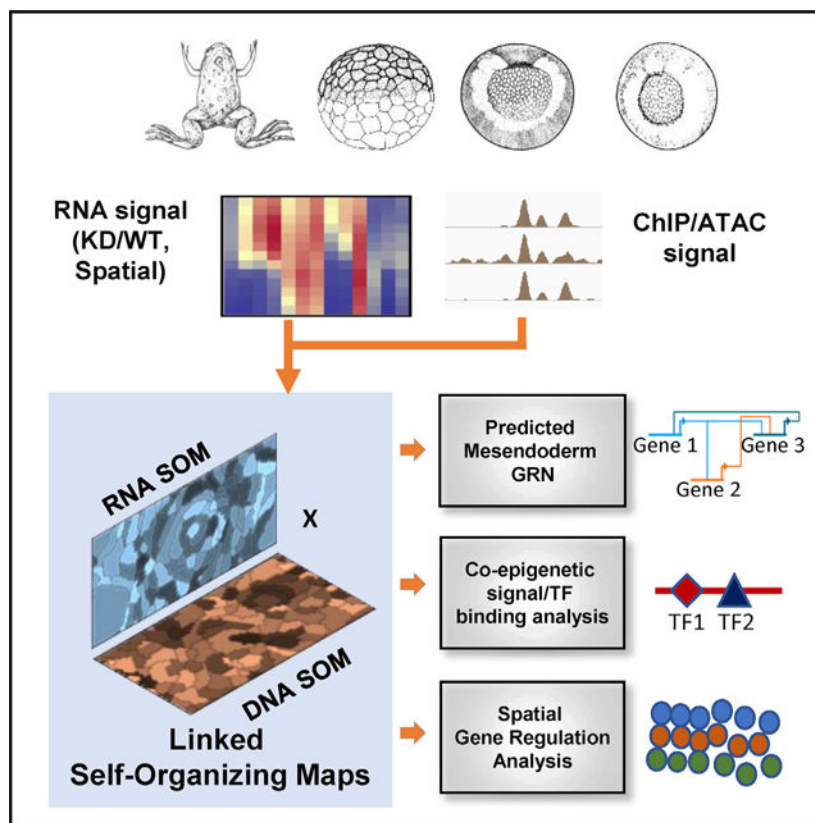 RNA signal
(KD/WT,
Spatial)
ChIP/ATAC
signal
RNA SOM
X
DNA SOM
Linked
Self-Organizing Maps
Predicted
Mesendoderm
GRN
Gene 1
Gene 3
Gene 2
Co-epigenetic
signal/TF
binding analysis
TF1
TF2
Spatial
Gene Regulation
Analysis